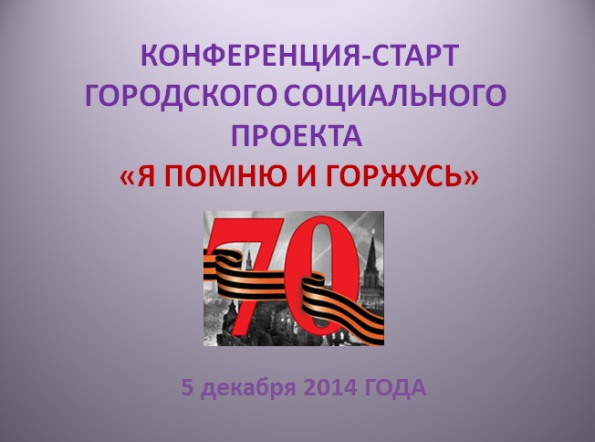 КОНФЕРЕНЦИЯ-СТАРТ
ГОРОДСКОГО СОЦИАЛЬНОГО
ПРОЕКТА
«Я ПОМНЮ И ГОРЖУСЬ»
70
5 декабря 2014 ГОДА